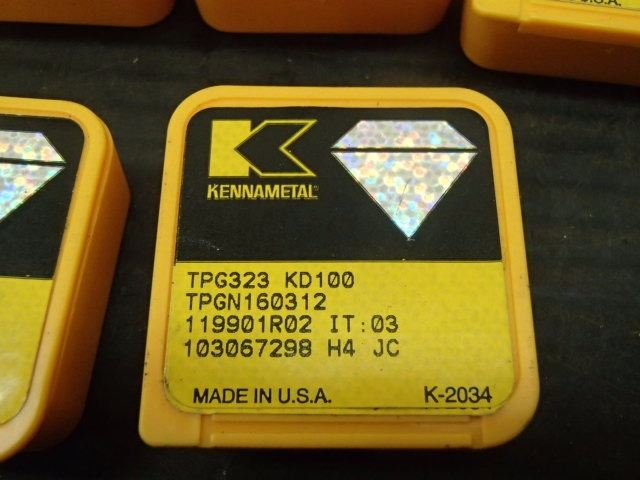 U.S.A.
KENNAMETAL
TPG323 KD100
TPGN160312
119901R02 IT:03
103067298 H4 JC
MADE IN U.S.A. K-2034